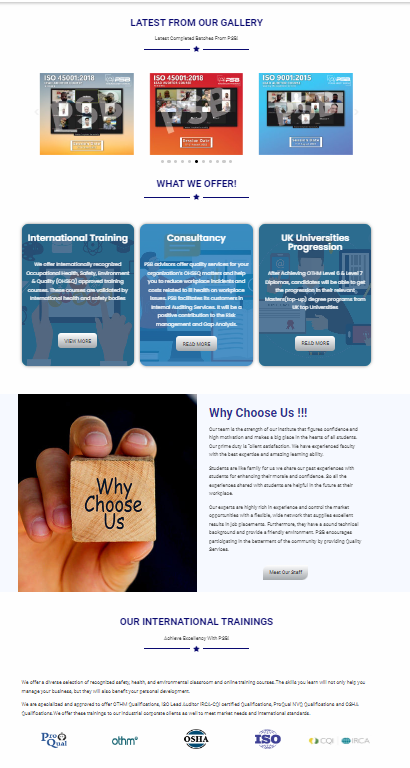 LATEST FROM OUR GALLERY
Latest Completed Batches From PSBI
ISO 45001:2018
ISO 45001:2018
ISO 9001:2015
WHAT WE OFFER!
International Training
We offer internationally recognized
Occupational Health, Safety, Environment
& Quality (OHSEQ) approved training
courses. These courses are validated by
international health and safety bodies
VIEW MORE
Consultancy
PSB advisors offer quality services for your
organization's OHSEQ matters and help
you to reduce workplace incidents and
costs related to ill health on workplace
issues. PSB facilitates its customers in
Internal Auditing Services. It will be a
positive contribution to the Risk
management and Gap Analysis.
READ MORE
UK Universities
Progression
After Achieving OTHM Level 6 & Level 7
Diplomas, candidates will be able to get
the progression in their relevant
Masters(top-up) degree programs from
UK top Universities
READ MORE
Why
Choose
Us
Why Choose Us !!!
Our team is the strength of our institute that figures confidence and
high motivation and makes a big place in the hearts of all students.
Our prime duty is "client satisfaction. We have experienced faculty
with the best expertise and amazing learning ability.
Students are like family for us we share our past experiences with
students for enhancing their morale and confidence. So all the
experiences shared with students are helpful in the future at their
workplace.
Our experts are highly rich in experience and control the market
opportunities with a flexible, wide network that supplies excellent
results in job placements. Furthermore, they have a sound technical
background and provide a friendly environment. PSB encourages
participating in the betterment of the community by providing Quality
Services.
Meet Our Staff
OUR INTERNATIONAL TRAININGS
Achieve Excellency With PSBI
We offer a diverse selection of recognized safety, health, and environmental classroom and online training courses.The skills you learn will not only help you
manage your business, but they will also benefit your personal development.
We are specialized and approved to offer OTHM Qualifications, ISO Lead Auditor IRCA-CQI certified Qualifications, ProQual NVQ Qualifications and OSHA
Qualifications.We offer these trainings to our industrial corporate clients as well to meet market needs and international standards.
ProQual
othm
OSHA
IOSH
CQI
IRCA